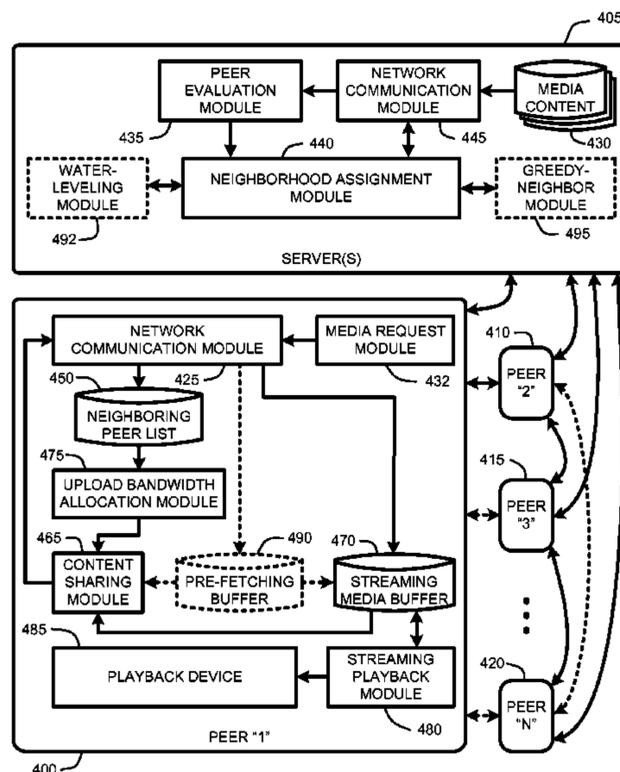 405
PEER
EVALUATION
MODULE
435
NETWORK
COMMUNICATION
MODULE
445
MEDIA
CONTENT
430
440
WATER-
LEVELING
MODULE
492
NEIGHBORHOOD ASSIGNMENT
MODULE
GREEDY-
NEIGHBOR
MODULE
495
SERVER(S)
NETWORK
COMMUNICATION MODULE
425
MEDIA REQUEST
MODULE
432
450
NEIGHBORING
PEER LIST
475
UPLOAD BANDWIDTH
ALLOCATION MODULE
465
CONTENT
SHARING
MODULE
490
PRE-FETCHING
BUFFER
470
STREAMING
MEDIA BUFFER
485
PLAYBACK DEVICE
STREAMING
PLAYBACK
MODULE
480
PEER "1"
400
410
PEER
"2"
415
PEER
"3"
420
PEER
"N"